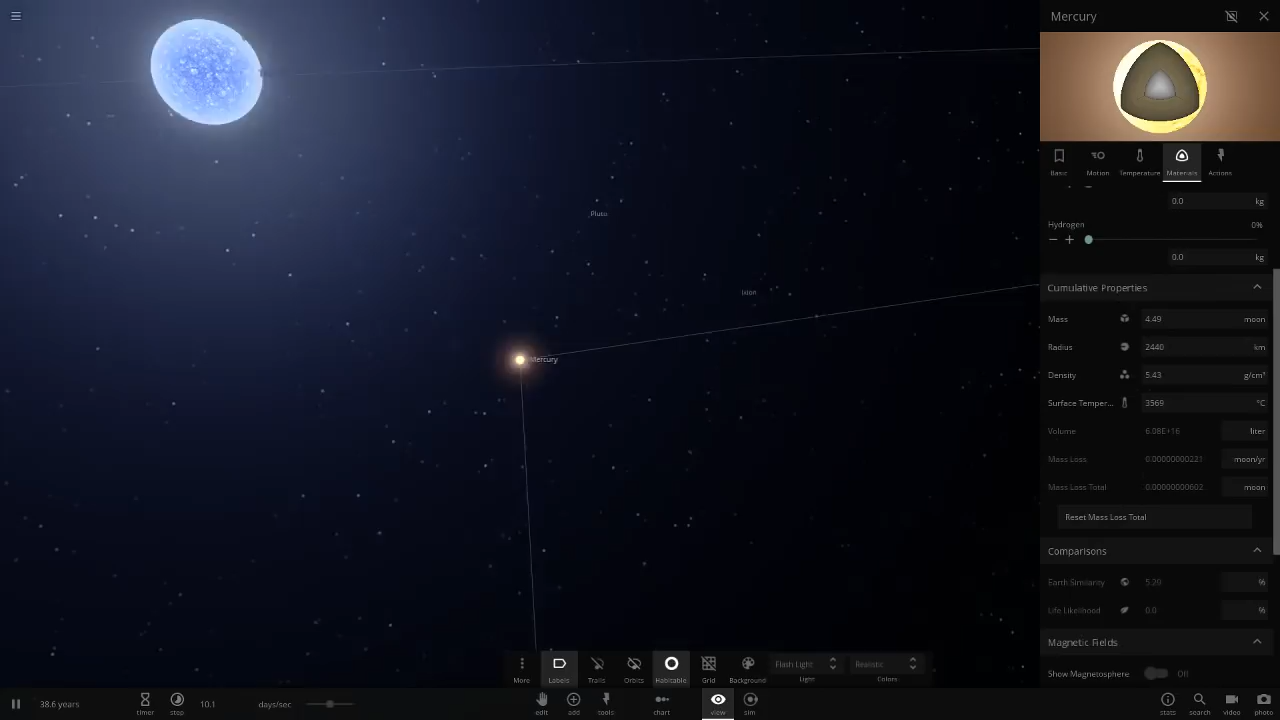 Mercury
Basic
Motion
Temperature
Materials
Actions
0.0 kg
Hydrogen 0%
0.0 kg
Cumulative Properties
Mass 4.49 moon
Radius 2440 km
Density 5.43 g/cm³
Surface Temper... 3569 °C
Volume 6.08E+16 liter
Mass Loss 0.00000000221 moon/yr
Mass Loss Total 0.00000000602 moon
Reset Mass Loss Total
Comparisons
Earth Similarity 5.20 %
Life Likelihood 0.0 %
Magnetic Fields
Show Magnetosphere Off
Pluto
Ixion
Mercury
More
Labels
Trails
Orbits
Habitable
Grid
Background
Flash Light
Light
Realistic
Colors
38.6 years
timer
step
10.1 days/sec
edit
add
tools
chart
view
sim
stats
search
video
photo